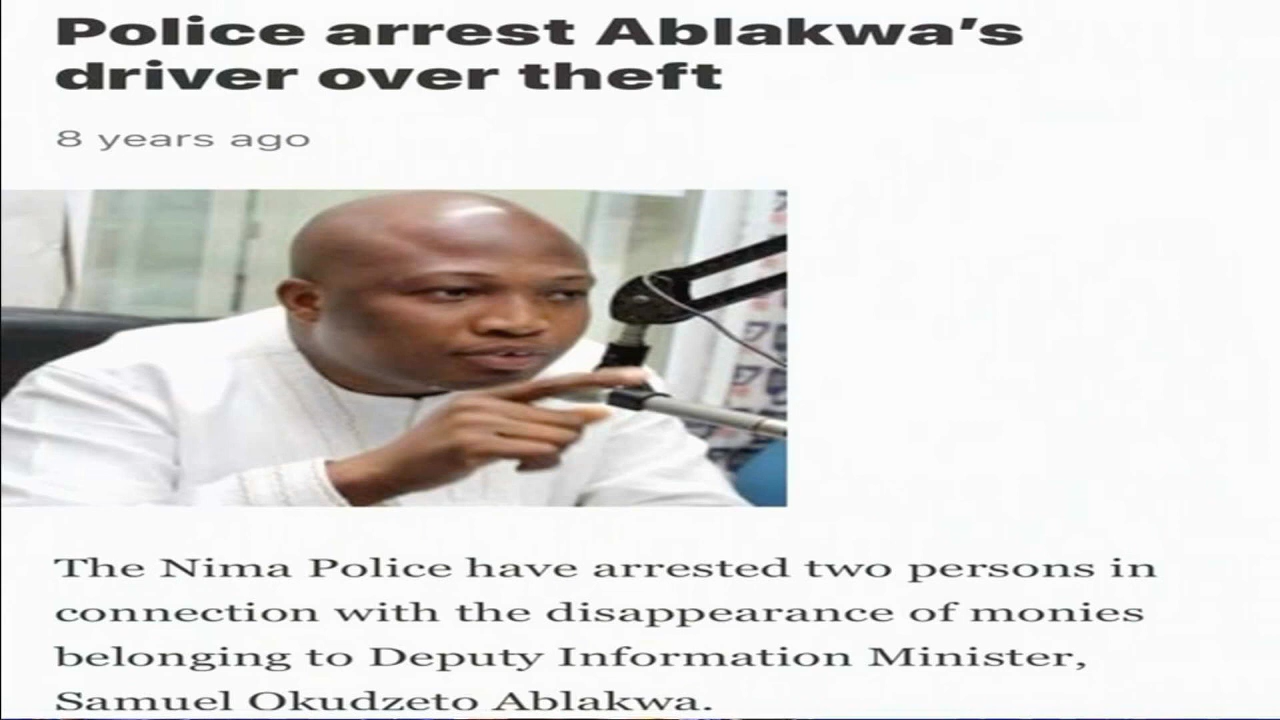 Police arrest Ablakwa's
driver over theft
8 years ago
The Nima Police have arrested two persons in
connection with the disappearance of monies
belonging to Deputy Information Minister,
Samuel Okudzeto Ablakwa.